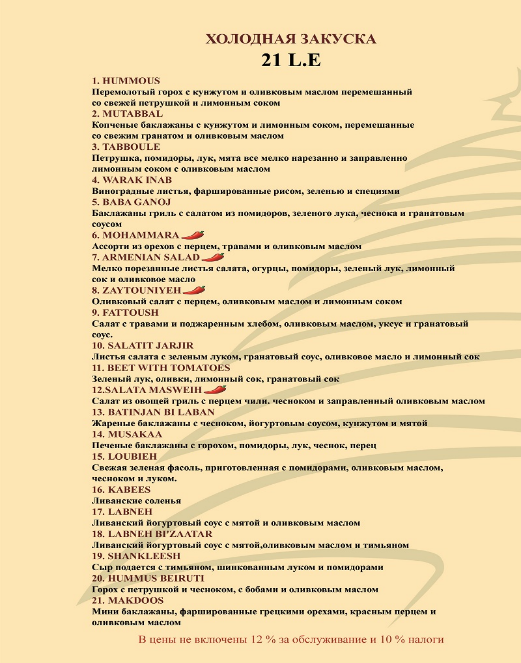 ХОЛОДНАЯ ЗАКУСКА
21 L.E
1. HUMMOUS
Перемолотый горох с кунжутом и оливковым маслом перемешанный
со свежей петрушкой и лимонным соком
2. MUTABBAL
Копченые баклажаны с кунжутом и лимонным соком, перемешанные
со свежим гранатом и оливковым маслом
3. TABBOULE
Петрушка, помидоры, лук, мята все мелко нарезанно и заправленно
лимонным соком с оливковым маслом
4. WARAK INAB
Виноградные листья, фаршированные рисом, зеленью и специями
5. BABA GANOJ
Баклажаны гриль с салатом из помидоров, зеленого лука, чеснока и гранатовым
соусом
6. MOHAMMARA
Ассорти из орехов с перцем, травами и оливковым маслом
7. ARMENIAN SALAD
Мелко порезанные листья салата, огурцы, помидоры, зеленый лук, лимонный
сок и оливковое масло
8. ZAYTOUNIYEH
Оливковый салат с перцем, оливковым маслом и лимонным соком
9. FATTOUSH
Салат с травами и поджаренным хлебом, оливковым маслом, уксус и гранатовый
соус.
10. SALATIT JARJIR
Листья салата с зеленым луком, гранатовый соус, оливковое масло и лимонный сок
11. BEET WITH TOMATOES
Зеленый лук, оливки, лимонный сок, гранатовый сок
12.SALATA MASWEIH
Салат из овощей гриль с перцем чили. чесноком и заправленный оливковым маслом
13. BATINJAN BI LABAN
Жареные баклажаны с чесноком, йогуртовым соусом, кунжутом и мятой
14. MUSAKAA
Печеные баклажаны с горохом, помидоры, лук, чеснок, перец
15. LOUBIEH
Свежая зеленая фасоль, приготовленная с помидорами, оливковым маслом,
чесноком и луком.
16. KABEES
Ливанские соленья
17. LABNEH
Ливанский йогуртовый соус с мятой и оливковым маслом
18. LABNEH BI'ZAATAR
Ливанский йогуртовый соус с мятой,оливковым маслом и тимьяном
19. SHANKLEESH
Сыр подается с тимьяном, шинкованным луком и помидорами
20. HUMMUS BEIRUTI
Горох с петрушкой и чесноком, с бобами и оливковым маслом
21. MAKDOOS
Мини баклажаны, фаршированные грецкими орехами, красным перцем и
оливковым маслом
В цены не включены 12 % за обслуживание и 10 % налоги